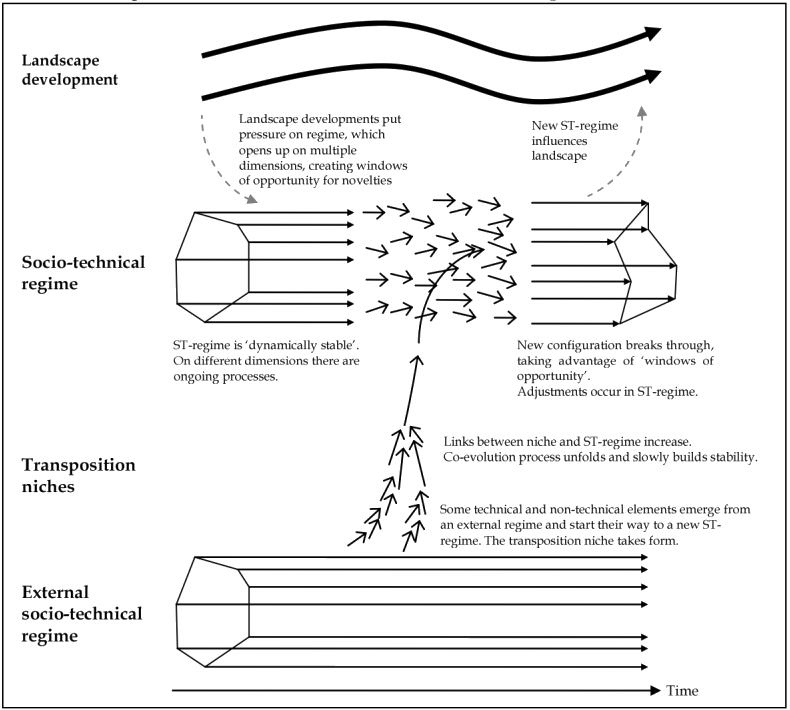 Landscape
development
Landscape developments put
pressure on regime, which
opens up on multiple
dimensions, creating windows
of opportunity for novelties
New ST-regime
influences
landscape
Socio-technical
regime
ST-regime is 'dynamically stable'.
On different dimensions there are
ongoing processes.
New configuration breaks through,
taking advantage of 'windows of
opportunity'.
Adjustments occur in ST-regime.
Transposition
niches
Links between niche and ST-regime increase.
Co-evolution process unfolds and slowly builds stability.
Some technical and non-technical elements emerge from
an external regime and start their way to a new ST-
regime. The transposition niche takes form.
External
socio-technical
regime
Time